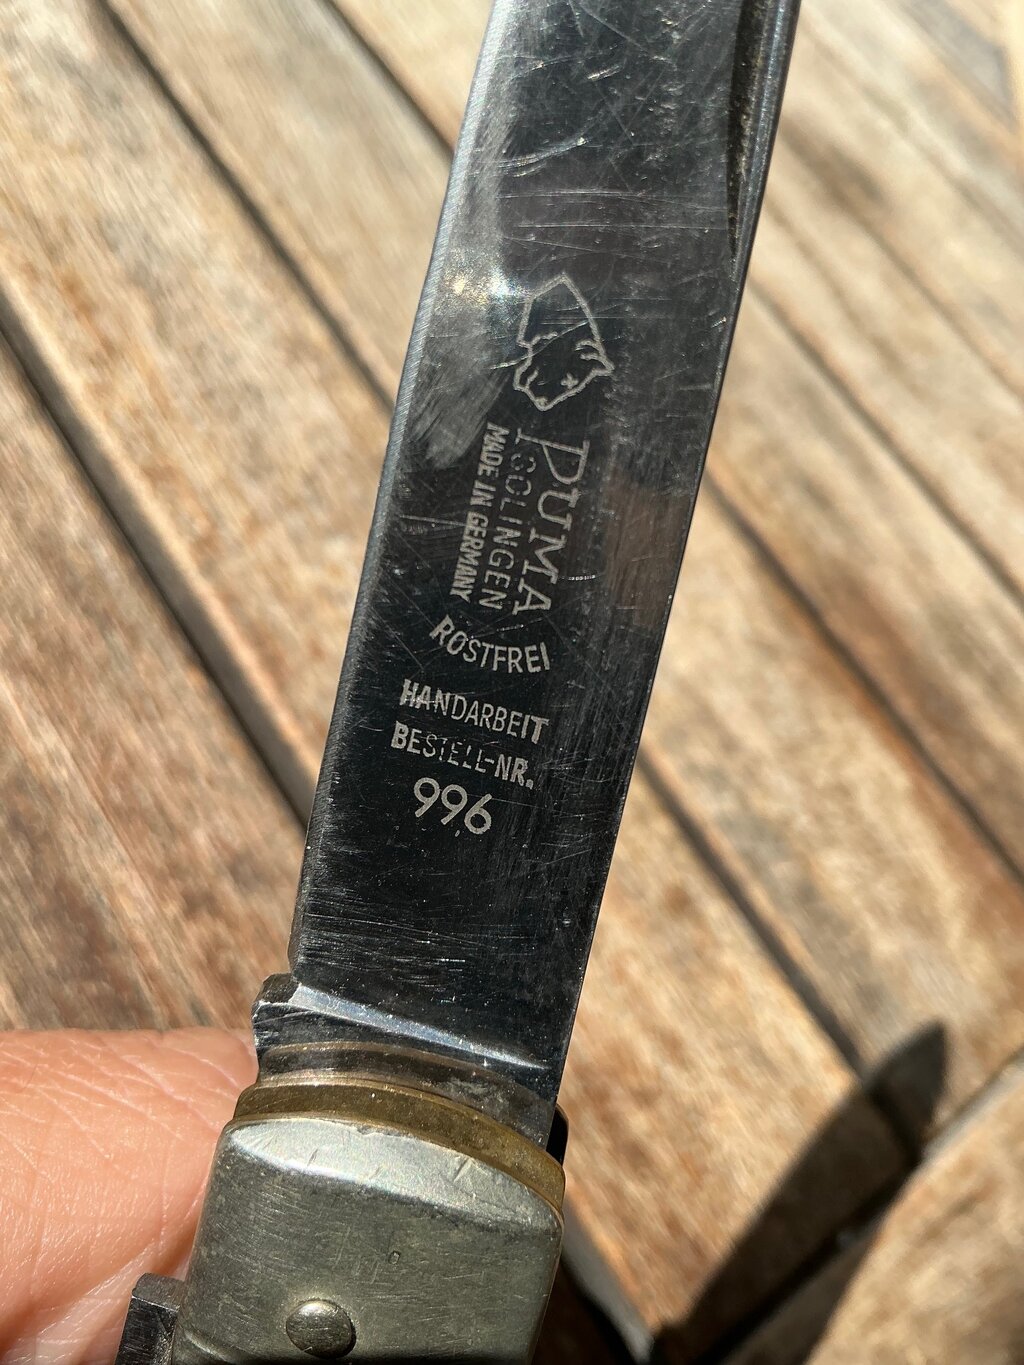 PUMA
SOLINGEN
MADE IN GERMANY
ROSTFREI
HANDARBEIT
BESTELL-NR.
996